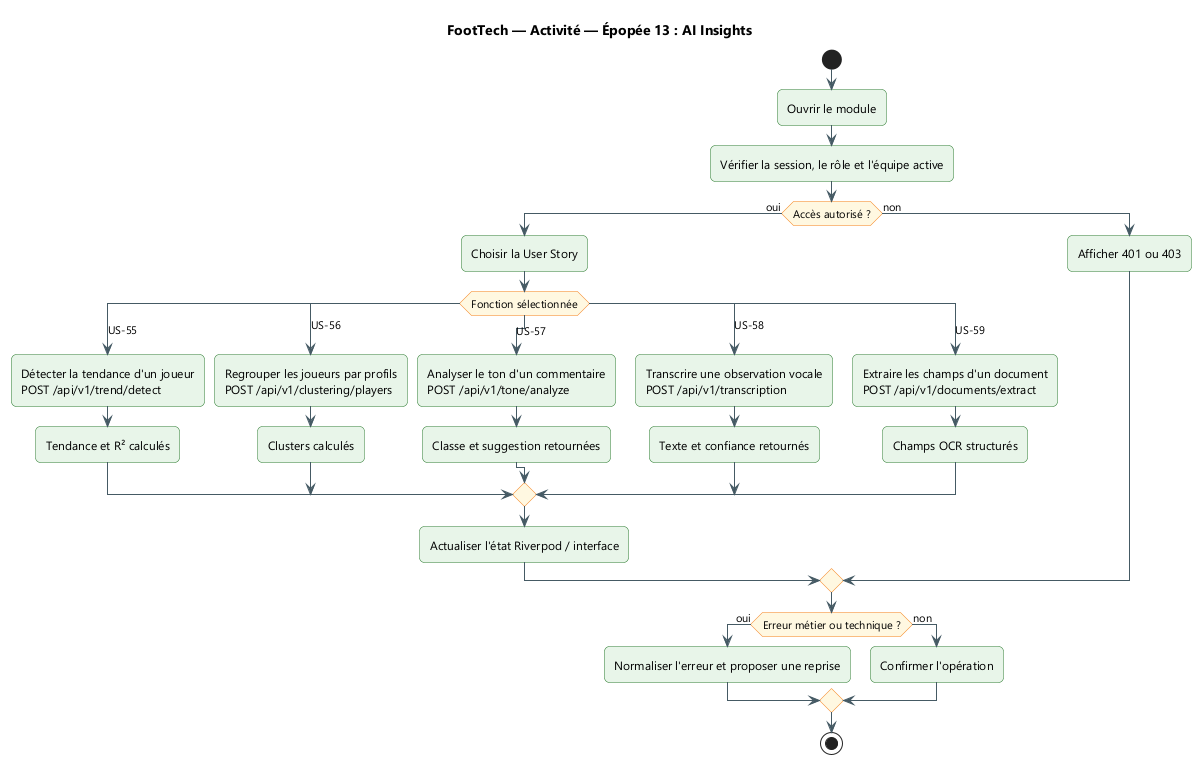 FootTech — Activité — Épopée 13 : AI Insights
Ouvrir le module
Vérifier la session, le rôle et l'équipe active
oui
Accès autorisé ?
non
Choisir la User Story
Afficher 401 ou 403
Fonction sélectionnée
US-55
US-56
US-57
US-58
US-59
Détecter la tendance d'un joueur
POST /api/v1/trend/detect
Regrouper les joueurs par profils
POST /api/v1/clustering/players
Analyser le ton d'un commentaire
POST /api/v1/tone/analyze
Transcrire une observation vocale
POST /api/v1/transcription
Extraire les champs d'un document
POST /api/v1/documents/extract
Tendance et R² calculés
Clusters calculés
Classe et suggestion retournées
Texte et confiance retournés
Champs OCR structurés
Actualiser l'état Riverpod / interface
oui
Erreur métier ou technique ?
non
Normaliser l'erreur et proposer une reprise
Confirmer l'opération